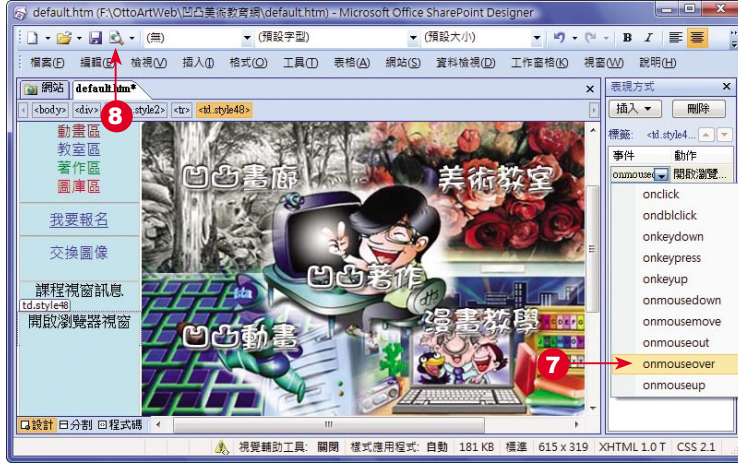 default.htm (F:\OttoArtWeb\凹凸美術教育網\default.htm) - Microsoft Office SharePoint Designer
(無) (預設字型) (預設大小) B I
檔案(F) 編輯(E) 檢視(V) 插入(I) 格式(O) 工具(T) 表格(A) 網站(S) 資料檢視(D) 工作窗格(K) 視窗(W) 說明(H)
8
網站 default.htm*
<body> <div> .style2> <tr> <td.style48>
動畫區
教室區
著作區
圖庫區
我要報名
交換圖像
課程視窗訊息
td.style48
開啟瀏覽器視窗
凹凸畫廊
美術教室
凹凸著作
凹凸動畫
漫畫教學
表現方式
插入 刪除
標籤: <td.style4...
事件 動作
onmouse 開啟瀏覽...
onclick
ondblclick
onkeydown
onkeypress
onkeyup
onmousedown
onmousemove
onmouseout
7
onmouseover
onmouseup
設計 分割 程式碼
視覺輔助工具: 關閉 樣式應用程式: 自動 181 KB 標準 615 x 319 XHTML 1.0 T CSS 2.1